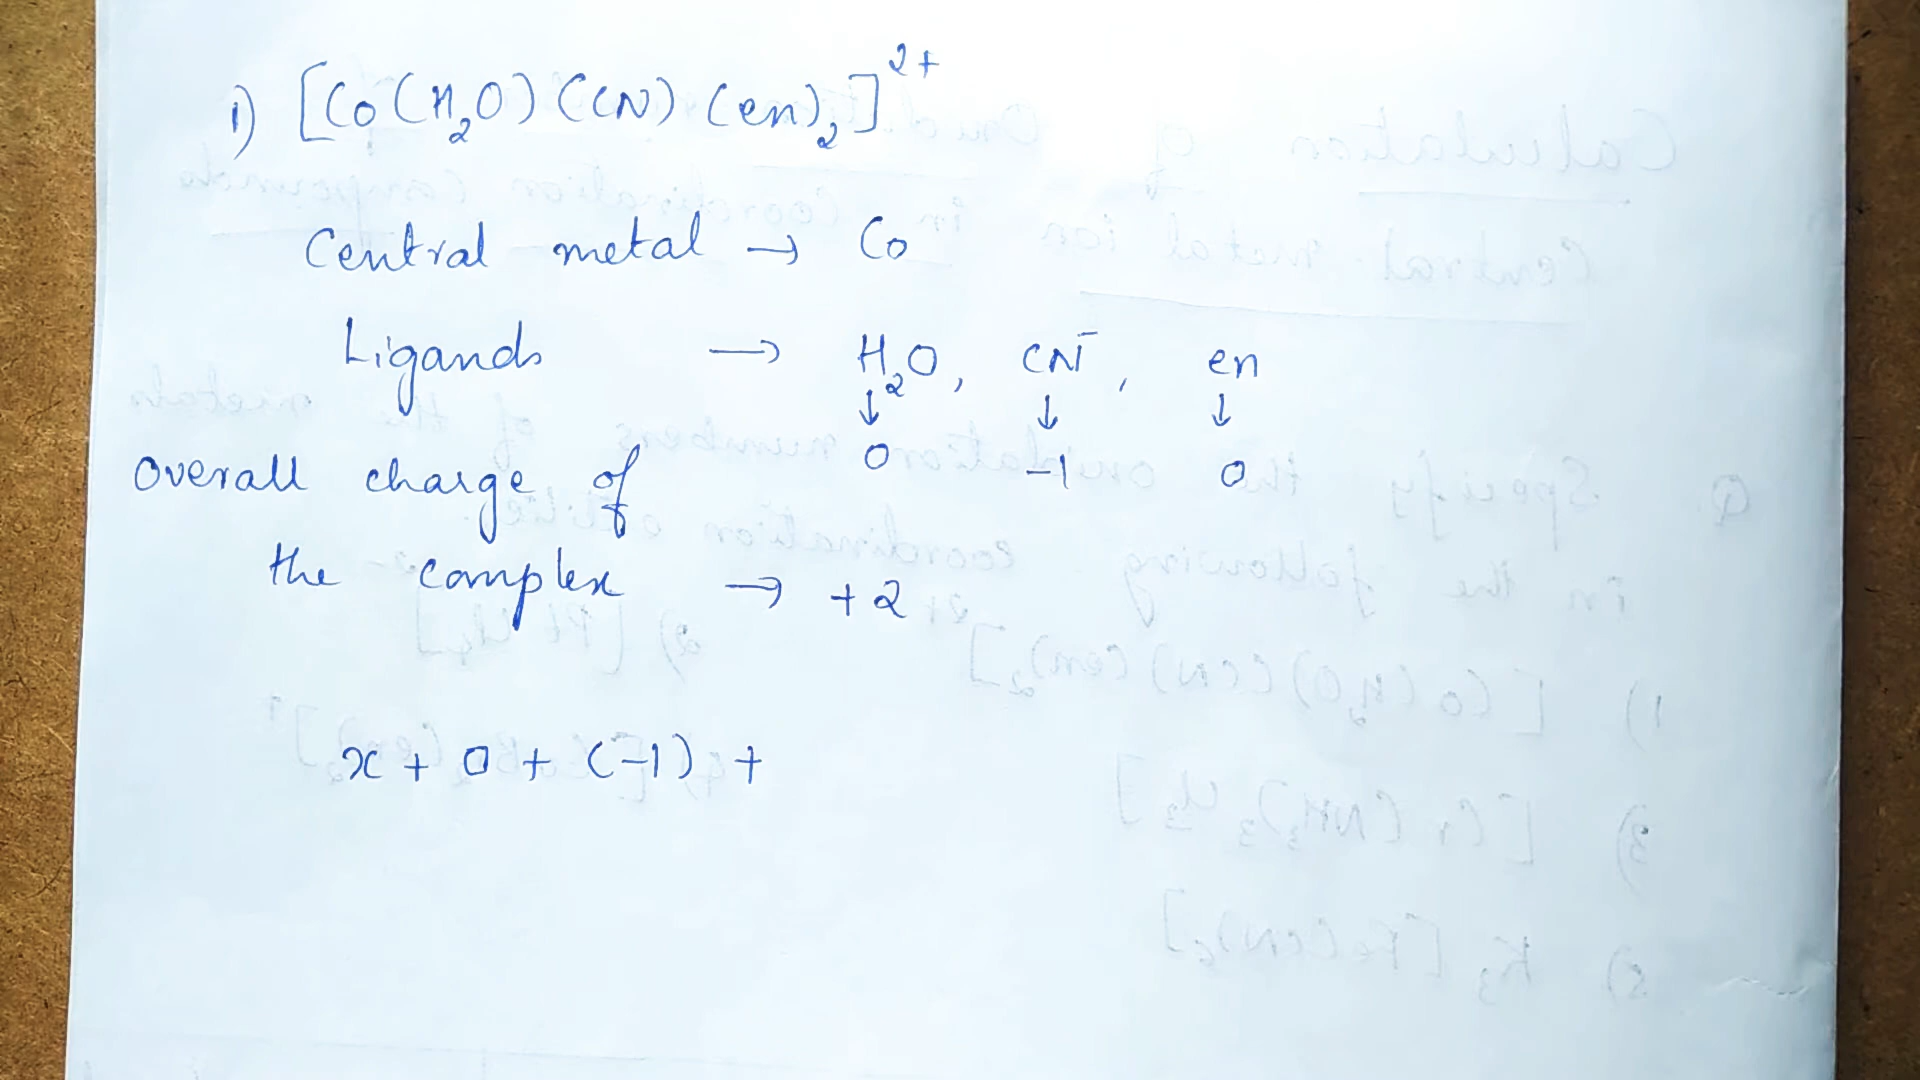 1) [Co(H₂O)(CN)(en)₂]²⁺
Central metal → Co
Ligands → H₂O, CN⁻, en
↓ ↓ ↓
0 -1 0
Overall charge of
the complex → +2
x + 0 + (-1) +